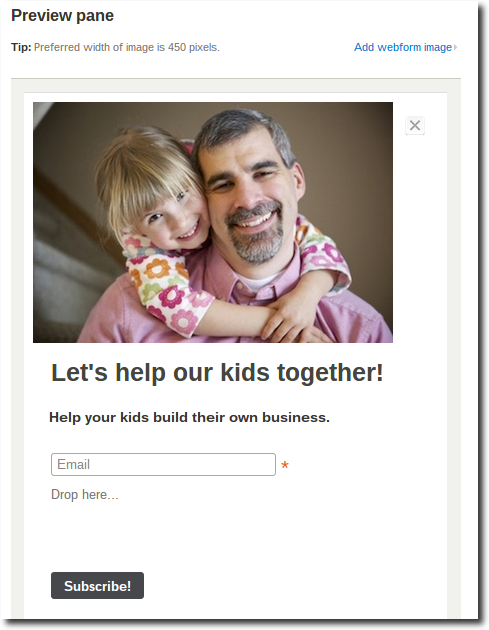 Preview pane
Tip: Preferred width of image is 450 pixels.
Add webform image
Let's help our kids together!
Help your kids build their own business.
Email *
Drop here...
Subscribe!